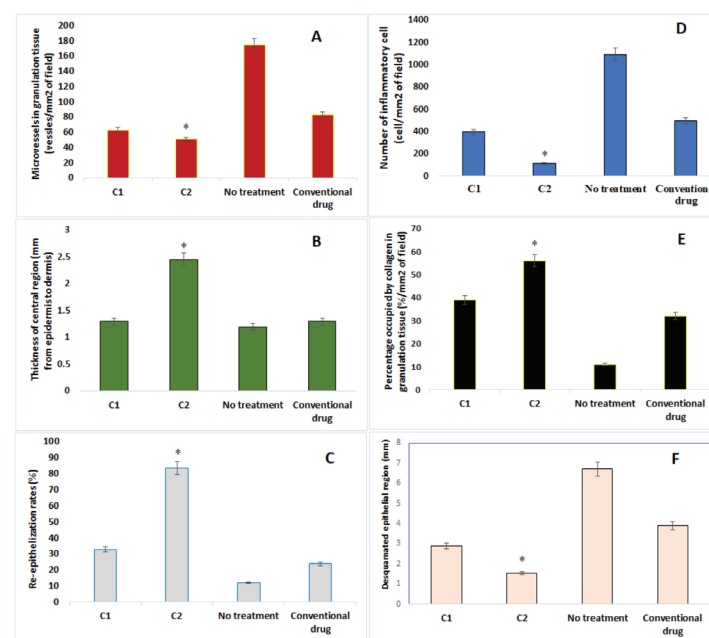 A
Microvessels in granulation tissue
(vessles/mm2 of field)
200
180
160
140
120
100
80
60
40
20
0
*
C1
C2
No treatment
Conventional
drug
D
Number of inflammatory cell
(cell/mm2 of field)
1400
1200
1000
800
600
400
200
0
*
C1
C2
No treatment
Conventional
drug
B
Thickness of central region (mm
from epidermis to dermis)
3
2.5
2
1.5
1
0.5
0
*
C1
C2
No treatment
Conventional
drug
E
Percentage occupied by collagen in
granulation tissue (%/mm2 of field)
70
60
50
40
30
20
10
0
*
C1
C2
No treatment
Conventional
drug
C
Re-epithelization rates (%)
100
90
80
70
60
50
40
30
20
10
0
*
C1
C2
No treatment
Conventional
drug
F
Desquamated epithelial region (mm)
8
7
6
5
4
3
2
1
0
*
C1
C2
No treatment
Conventional
drug